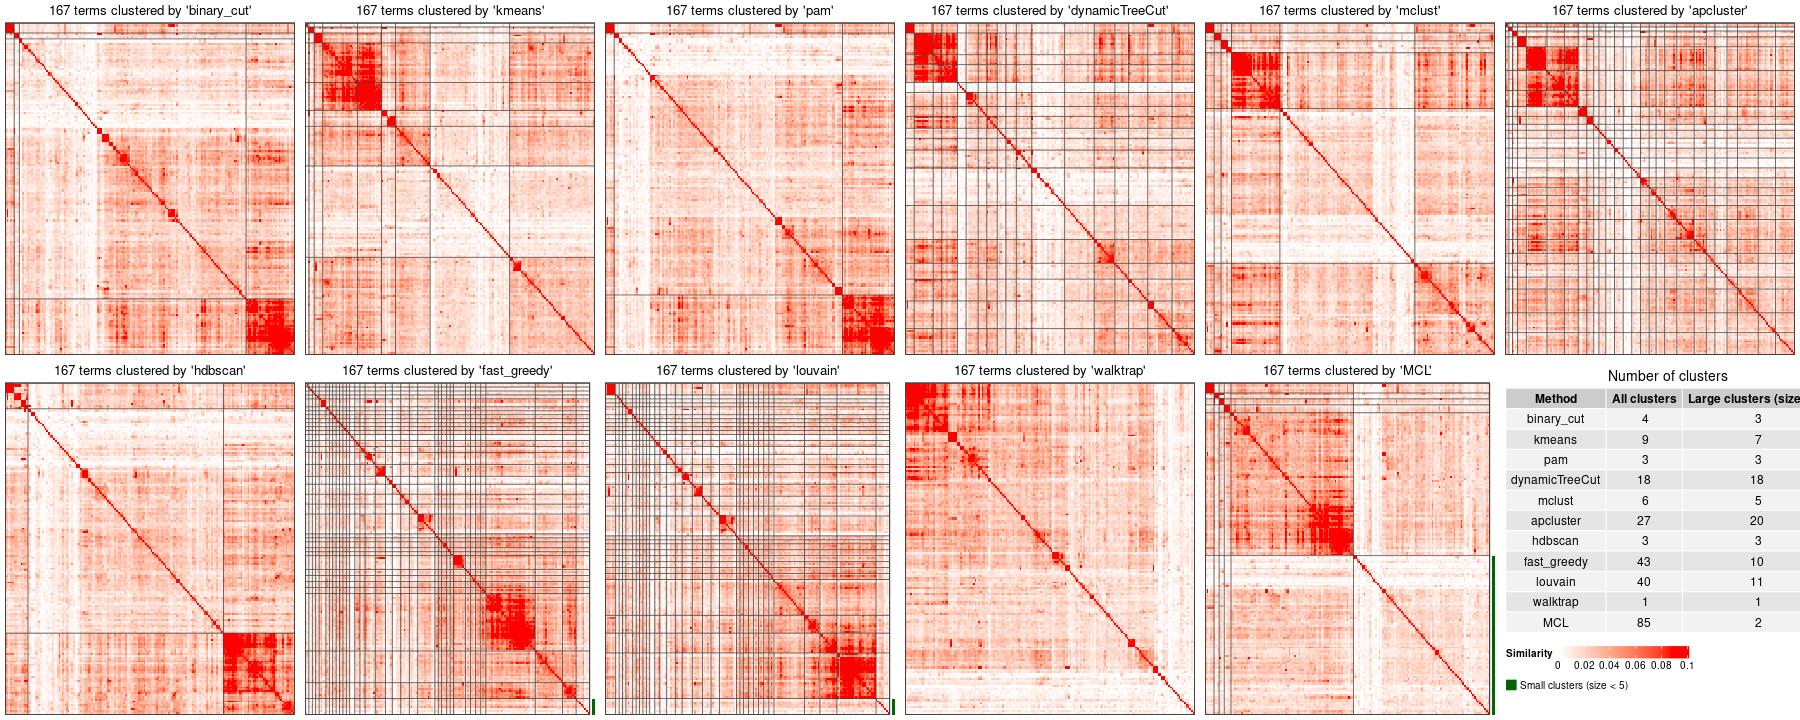 167 terms clustered by 'binary_cut'
167 terms clustered by 'kmeans'
167 terms clustered by 'pam'
167 terms clustered by 'dynamicTreeCut'
167 terms clustered by 'mclust'
167 terms clustered by 'apcluster'
167 terms clustered by 'hdbscan'
167 terms clustered by 'fast_greedy'
167 terms clustered by 'louvain'
167 terms clustered by 'walktrap'
167 terms clustered by 'MCL'
Number of clusters
Method All clusters Large clusters (size
binary_cut 4 3
kmeans 9 7
pam 3 3
dynamicTreeCut 18 18
mclust 6 5
apcluster 27 20
hdbscan 3 3
fast_greedy 43 10
louvain 40 11
walktrap 1 1
MCL 85 2
Similarity
0 0.02 0.04 0.06 0.08 0.1
Small clusters (size < 5)